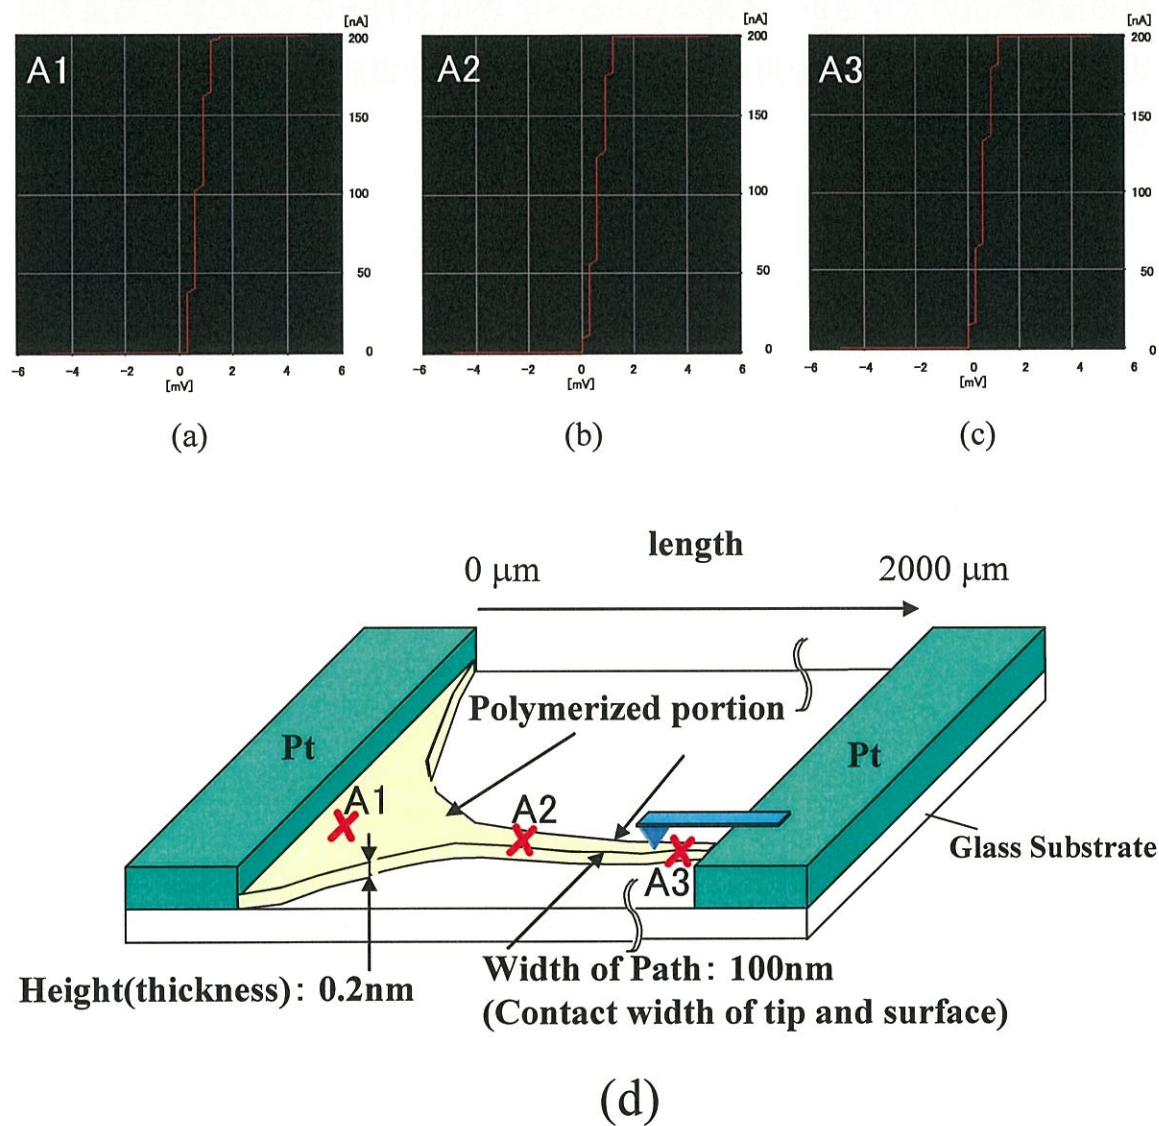 [nA]
[nA]
[nA]
200
200
200
A1
A2
A3
150
150
150
100
100
100
50
50
50
0
0
0
-6 -4 -2 0 2 4 6
-6 -4 -2 0 2 4 6
-6 -4 -2 0 2 4 6
[mV]
[mV]
[mV]
(a)
(b)
(c)
length
0 μm
2000 μm
Polymerized portion
Pt
Pt
A1
A2
A3
Glass Substrate
Height(thickness): 0.2nm
Width of Path: 100nm
(Contact width of tip and surface)
(d)